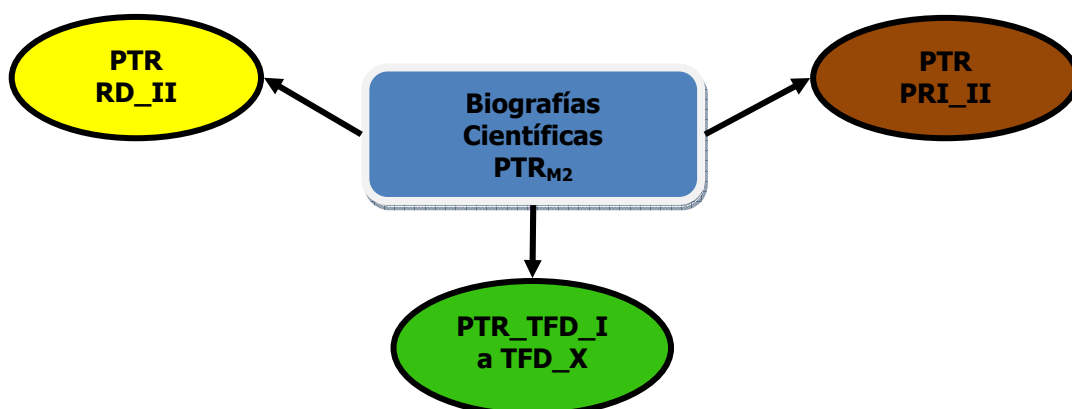 PTR
RD_II
Biografías
Científicas
PTRM2
PTR
PRI_II
PTR_TFD_I
a TFD_X